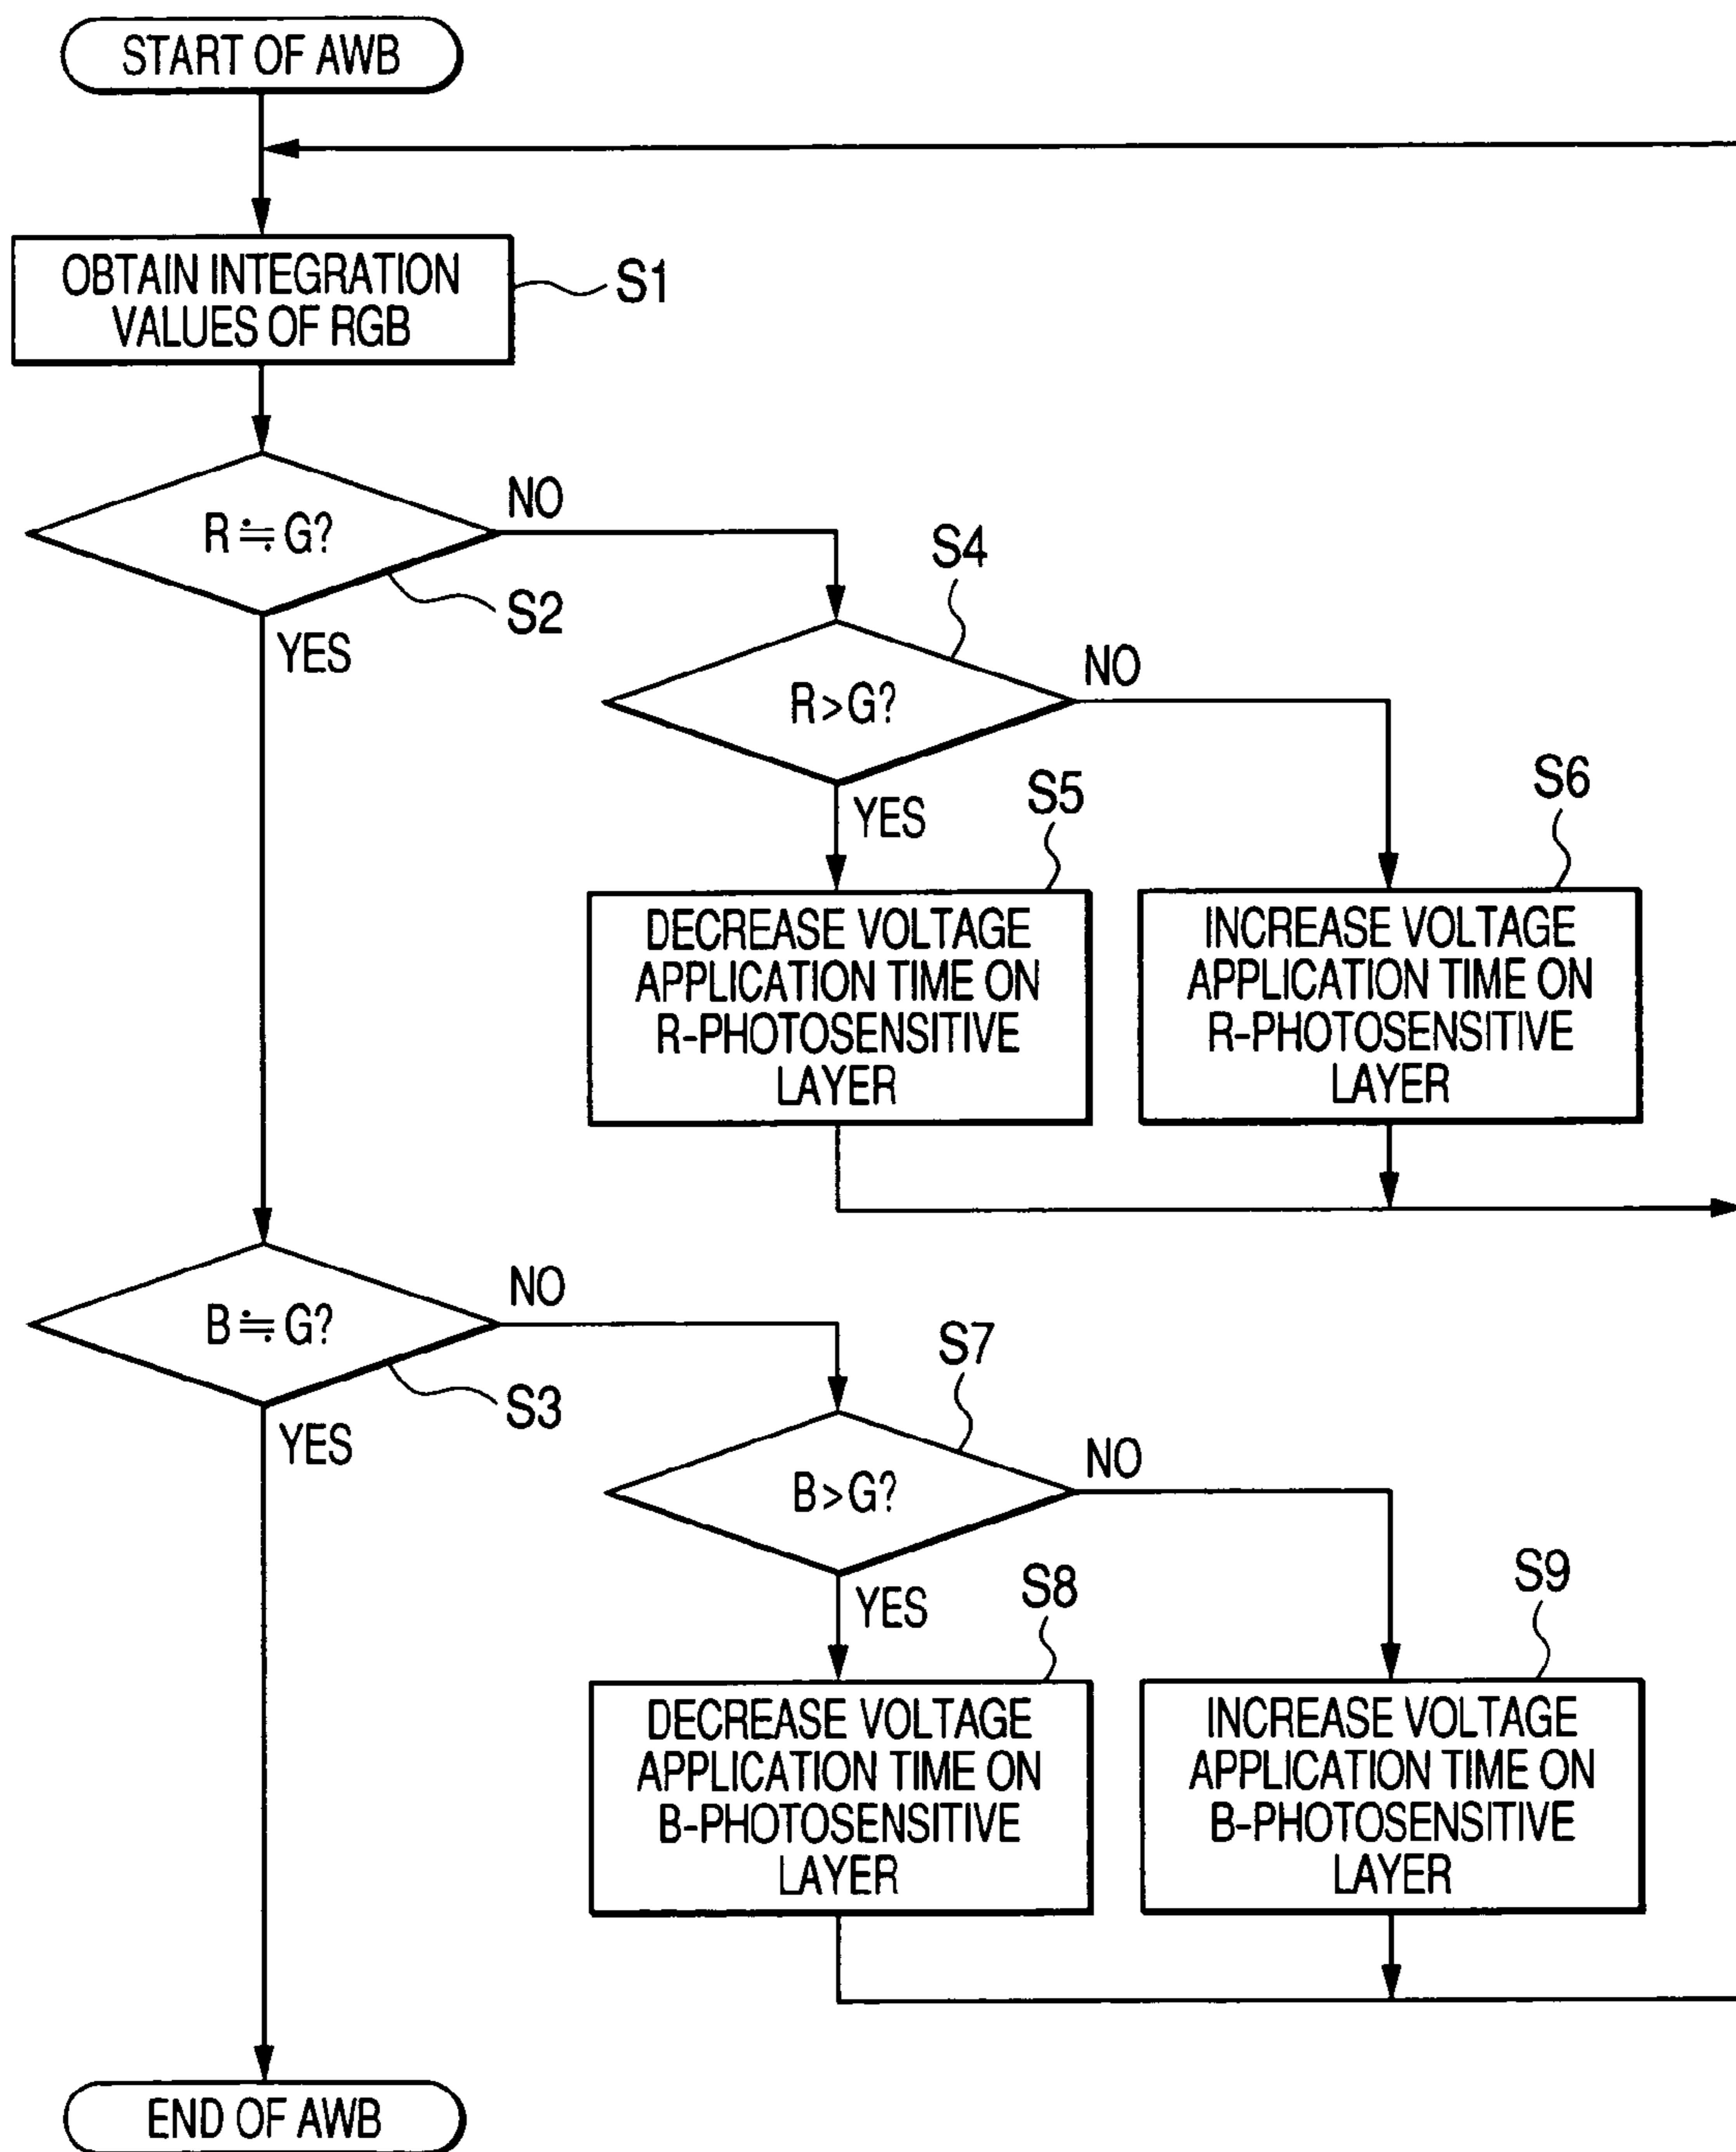 START OF AWB
OBTAIN INTEGRATION
VALUES OF RGB
S1
R≒G?
NO
S2
YES
S4
R>G?
NO
YES
S5
S6
DECREASE VOLTAGE
APPLICATION TIME ON
R-PHOTOSENSITIVE
LAYER
INCREASE VOLTAGE
APPLICATION TIME ON
R-PHOTOSENSITIVE
LAYER
B≒G?
NO
S3
YES
S7
B>G?
NO
YES
S8
S9
DECREASE VOLTAGE
APPLICATION TIME ON
B-PHOTOSENSITIVE
LAYER
INCREASE VOLTAGE
APPLICATION TIME ON
B-PHOTOSENSITIVE
LAYER
END OF AWB